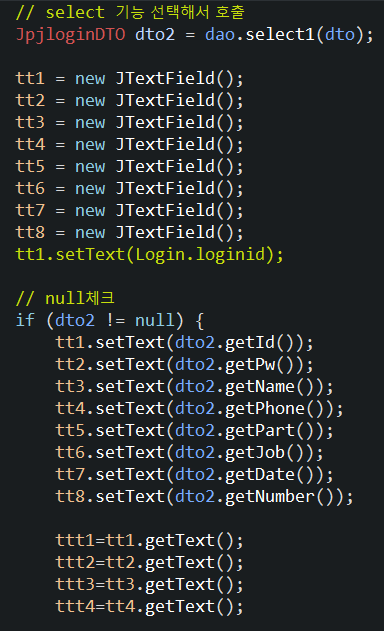 // select 기능 선택해서 호출
JpjloginDTO dto2 = dao.select1(dto);
tt1 = new JTextField();
tt2 = new JTextField();
tt3 = new JTextField();
tt4 = new JTextField();
tt5 = new JTextField();
tt6 = new JTextField();
tt7 = new JTextField();
tt8 = new JTextField();
tt1.setText(Login.loginid);
// null체크
if (dto2 != null) {
tt1.setText(dto2.getId());
tt2.setText(dto2.getPw());
tt3.setText(dto2.getName());
tt4.setText(dto2.getPhone());
tt5.setText(dto2.getPart());
tt6.setText(dto2.getJob());
tt7.setText(dto2.getDate());
tt8.setText(dto2.getNumber());
ttt1=tt1.getText();
ttt2=tt2.getText();
ttt3=tt3.getText();
ttt4=tt4.getText();